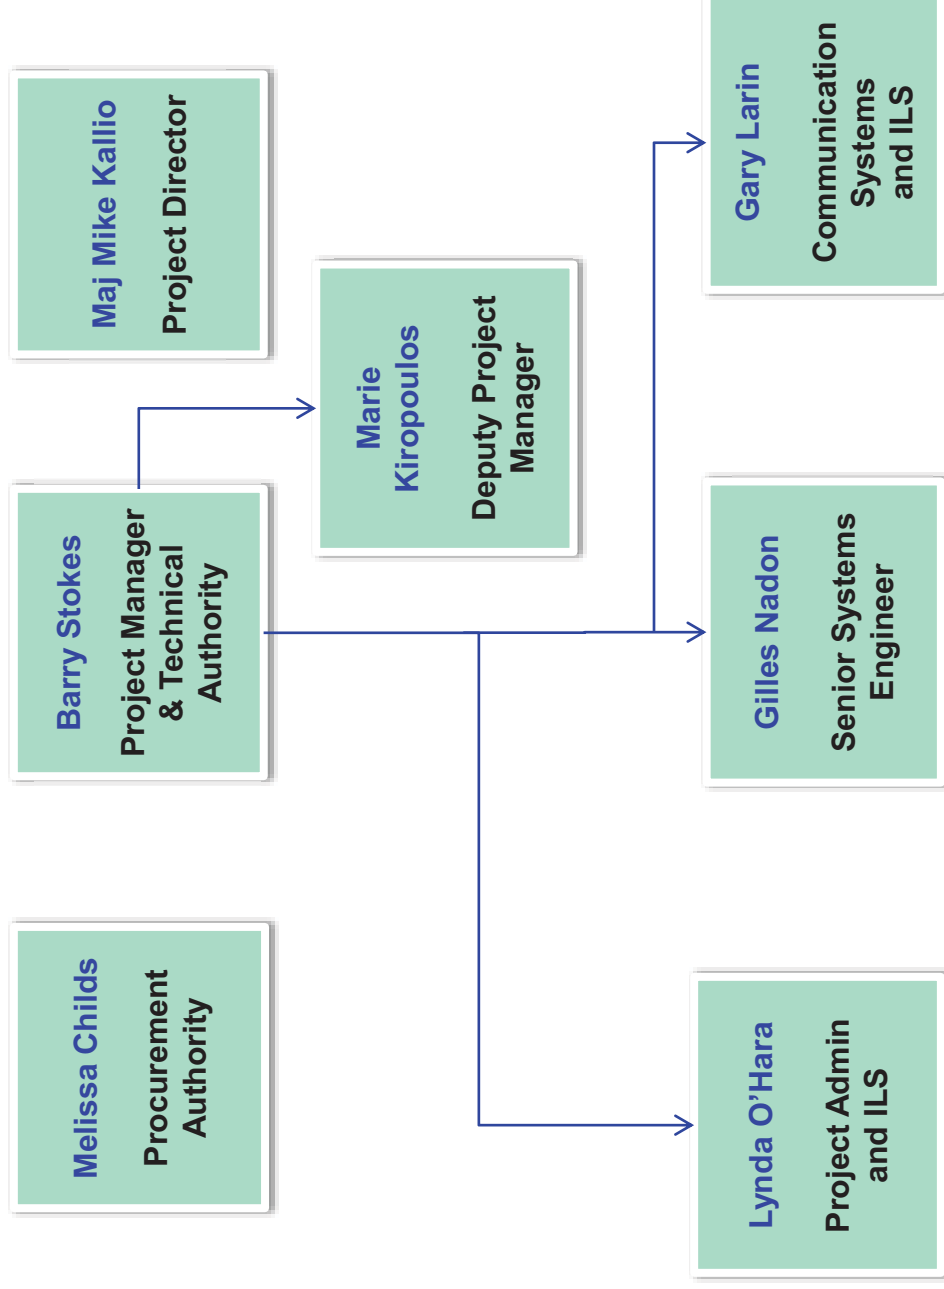 Melissa Childs
Procurement
Authority
Barry Stokes
Project Manager
& Technical
Authority
Maj Mike Kallio
Project Director
Marie
Kiropoulos
Deputy Project
Manager
Lynda O’Hara
Project Admin
and ILS
Gilles Nadon
Senior Systems
Engineer
Gary Larin
Communication
Systems
and ILS